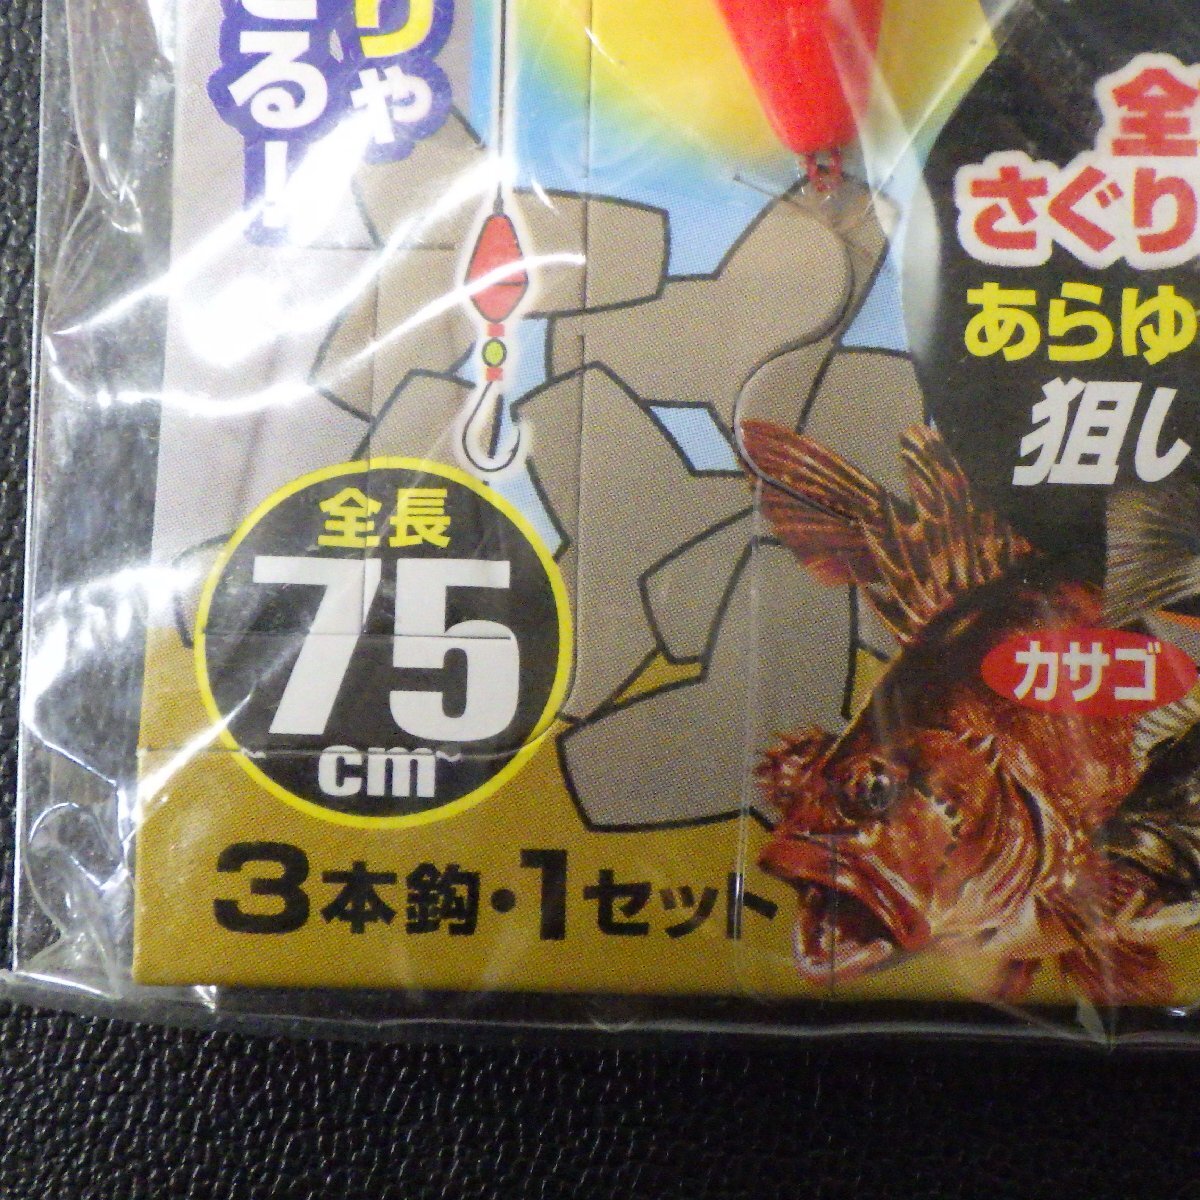 りゃ
る!
全
さぐり
あらゆ
狙い
カサゴ
全長
75
cm
3本鈎・1セット